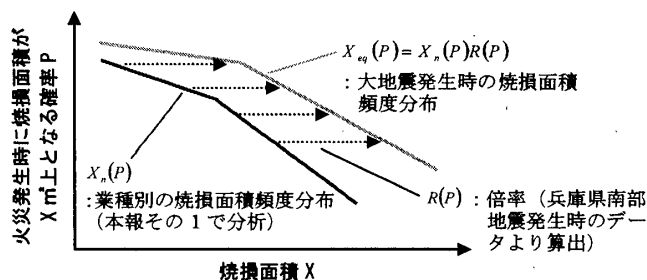 火災発生時に焼損面積が
X㎡上となる確率P
X_eq(P)= X_n(P)R(P)
：大地震発生時の焼損面積
頻度分布
X_n(P)
：業種別の焼損面積頻度分布
（本報その1で分析）
R(P) ：倍率（兵庫県南部
地震発生時のデー
タより算出）
焼損面積 X